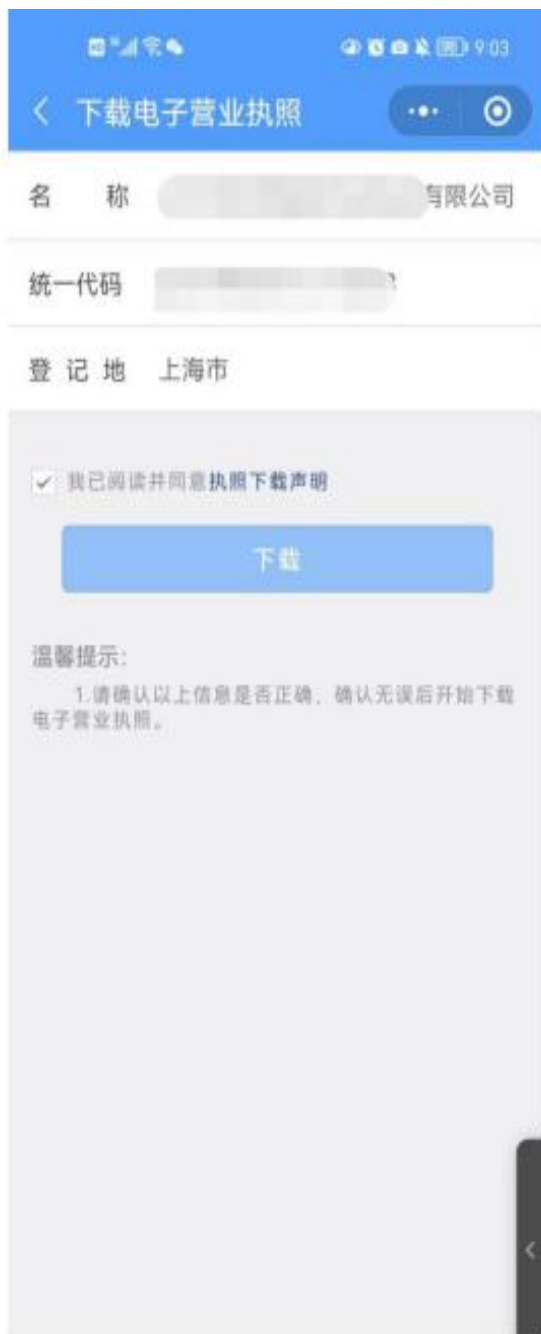 9:03
下载电子营业执照
名 称 有限公司
统一代码
登 记 地 上海市
我已阅读并同意执照下载声明
下载
温馨提示:
1.请确认以上信息是否正确，确认无误后开始下载
电子营业执照。